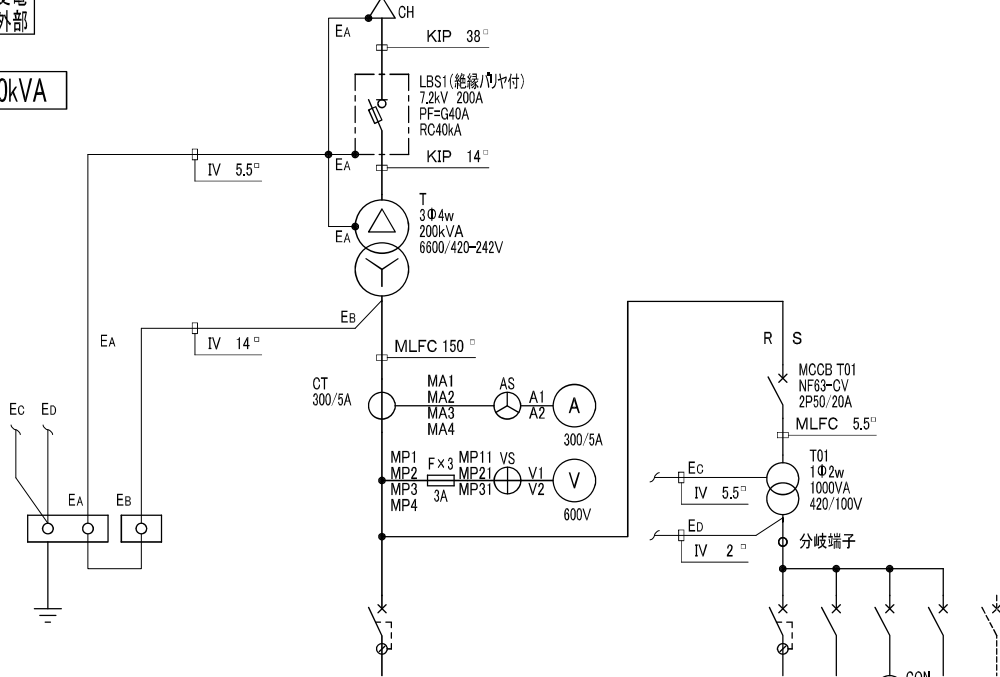 外部
0kVA
CH
EA
KIP 38□
LBS1(絶縁バリヤ付)
7.2kV 200A
PF=G40A
RC40kA
EA
KIP 14□
IV 5.5□
T
3Φ4w
200kVA
6600/420-242V
EA
EB
IV 14□
EA
MLFC 150□
R S
MCCB T01
NF63-CV
2P50/20A
MLFC 5.5□
CT
300/5A
MA1
MA2
MA3
MA4
AS
A1
A2
A
300/5A
EC ED
MP1
MP2
MP3
MP4
F×3
3A
MP11
MP21
MP31
VS
V1
V2
V
600V
T01
1Φ2w
1000VA
420/100V
EC
IV 5.5□
EA EB
ED
IV 2□
分岐端子
CON